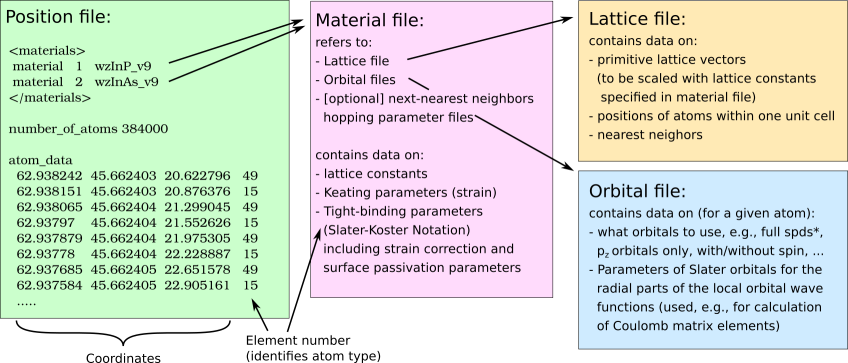 Position file:
<materials>
material 1 wzInP_v9
material 2 wzInAs_v9
</materials>
number_of_atoms 384000
atom_data
62.938242 45.662403 20.622796 49
62.938151 45.662403 20.876376 15
62.938065 45.662404 21.299045 49
62.93797 45.662404 21.552626 15
62.937879 45.662404 21.975305 49
62.93778 45.662404 22.228887 15
62.937685 45.662405 22.651578 49
62.937584 45.662405 22.905161 15
.....
Coordinates
Element number
(identifies atom type)
Material file:
refers to:
- Lattice file
- Orbital files
- [optional] next-nearest neighbors
hopping parameter files
contains data on:
- lattice constants
- Keating parameters (strain)
- Tight-binding parameters
(Slater-Koster Notation)
including strain correction and
surface passivation parameters
Lattice file:
contains data on:
- primitive lattice vectors
(to be scaled with lattice constants
specified in material file)
- positions of atoms within one unit cell
- nearest neighors
Orbital file:
contains data on (for a given atom):
- what orbitals to use, e.g., full spds*,
pz orbitals only, with/without spin, ...
- Parameters of Slater orbitals for the
radial parts of the local orbital wave
functions (used, e.g., for calculation
of Coulomb matrix elements)